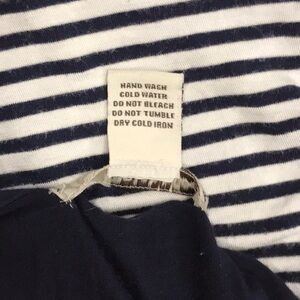 HAND WASH
COLD WATER
DO NOT BLEACH
DO NOT TUMBLE
DRY COLD IRON